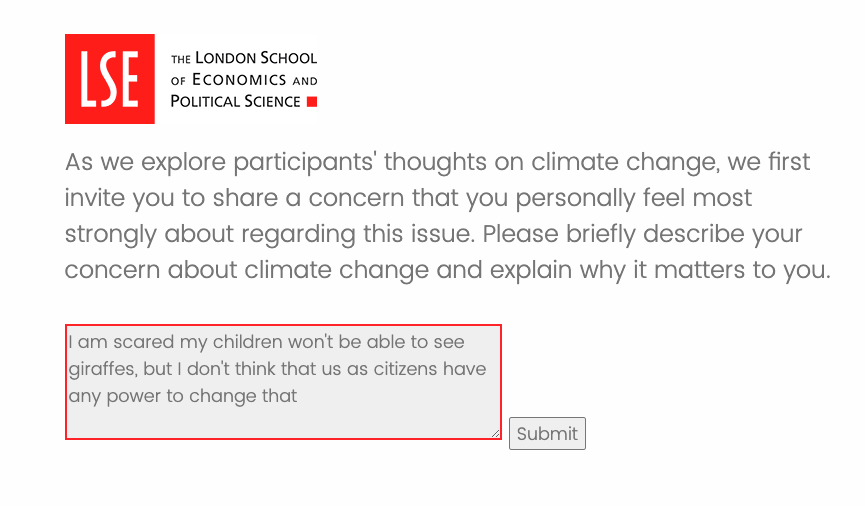 LSE
THE LONDON SCHOOL
OF ECONOMICS AND
POLITICAL SCIENCE
As we explore participants' thoughts on climate change, we first
invite you to share a concern that you personally feel most
strongly about regarding this issue. Please briefly describe your
concern about climate change and explain why it matters to you.
I am scared my children won't be able to see
giraffes, but I don't think that us as citizens have
any power to change that
Submit